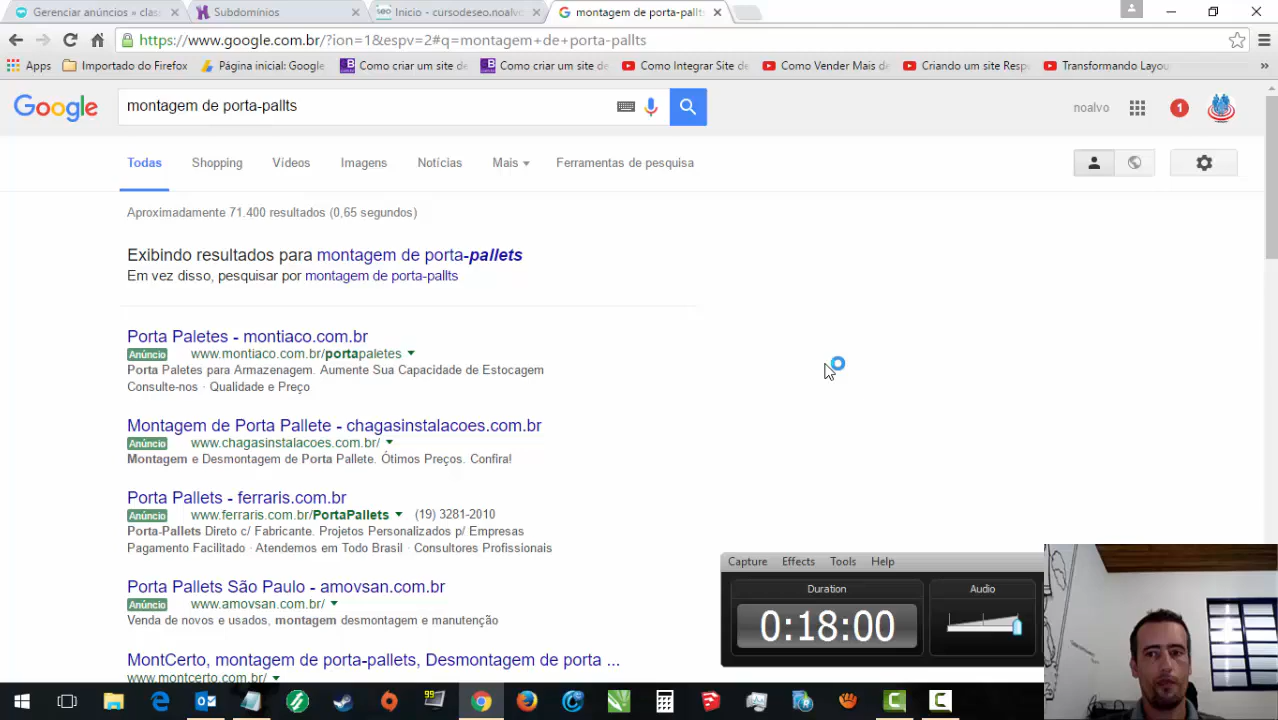 Gerenciar anúncios « clas
Subdomínios
Inicio - cursodeseo.noalvo
montagem de porta-pallts
https://www.google.com.br/?ion=1&espv=2#q=montagem+de+porta-pallts
Apps
Importado do Firefox
Página inicial: Google
Como criar um site de
Como criar um site de
Como Integrar Site de
Como Vender Mais de
Criando um site Resp
Transformando Layou
»
Google
montagem de porta-pallts
noalvo
1
Todas
Shopping
Vídeos
Imagens
Notícias
Mais
Ferramentas de pesquisa
Aproximadamente 71.400 resultados (0,65 segundos)
Exibindo resultados para montagem de porta-pallets
Em vez disso, pesquisar por montagem de porta-pallts
Porta Paletes - montiaco.com.br
Anúncio www.montiaco.com.br/portapaletes
Porta Paletes para Armazenagem. Aumente Sua Capacidade de Estocagem
Consulte-nos · Qualidade e Preço
Montagem de Porta Pallete - chagasinstalacoes.com.br
Anúncio www.chagasinstalacoes.com.br/
Montagem e Desmontagem de Porta Pallete. Ótimos Preços. Confira!
Porta Pallets - ferraris.com.br
Anúncio www.ferraris.com.br/PortaPallets (19) 3281-2010
Porta-Pallets Direto c/ Fabricante. Projetos Personalizados p/ Empresas
Pagamento Facilitado · Atendemos em Todo Brasil · Consultores Profissionais
Porta Pallets São Paulo - amovsan.com.br
Anúncio www.amovsan.com.br/
Venda de novos e usados, montagem desmontagem e manutenção
MontCerto, montagem de porta-pallets, Desmontagem de porta ...
www.montcerto.com.br/
Capture Effects Tools Help
Duration
Audio
0:18:00
99